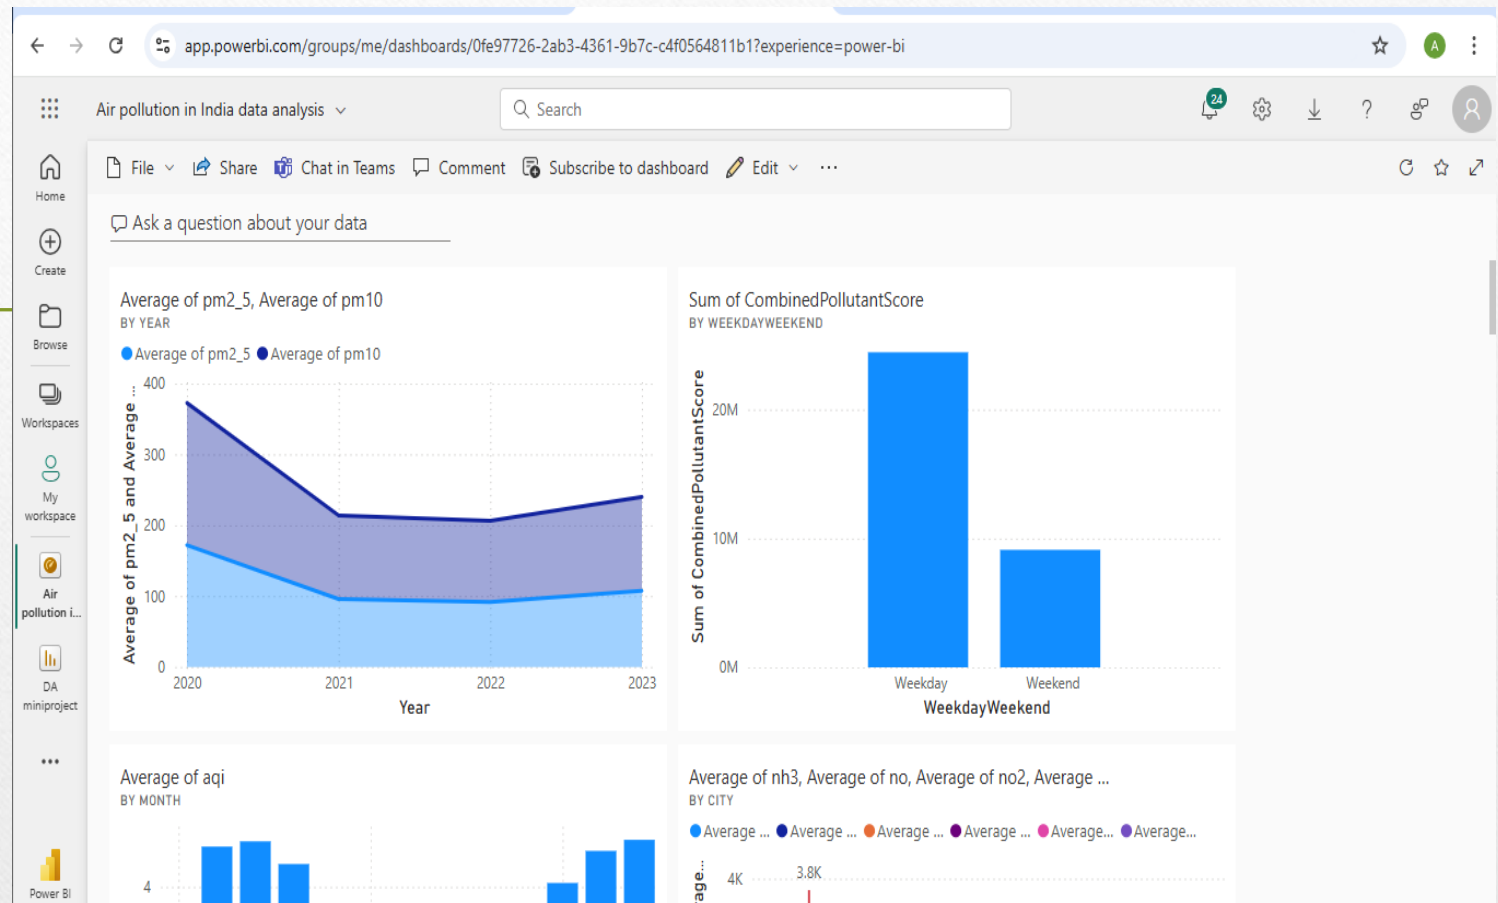 app.powerbi.com/groups/me/dashboards/0fe97726-2ab3-4361-9b7c-c4f0564811b1?experience=power-bi
A
Air pollution in India data analysis
Search
24
Home
Create
Browse
Workspaces
My
workspace
Air
pollution i...
DA
miniproject
Power BI
File Share Chat in Teams Comment Subscribe to dashboard Edit
Ask a question about your data
Average of pm2_5, Average of pm10
BY YEAR
Average of pm2_5 Average of pm10
Average of pm2_5 and Average ...
400
300
200
100
0
2020 2021 2022 2023
Year
Sum of CombinedPollutantScore
BY WEEKDAYWEEKEND
Sum of CombinedPollutantScore
20M
10M
0M
Weekday Weekend
WeekdayWeekend
Average of aqi
BY MONTH
4
Average of nh3, Average of no, Average of no2, Average ...
BY CITY
Average ... Average ... Average ... Average ... Average... Average...
4K
3.8K